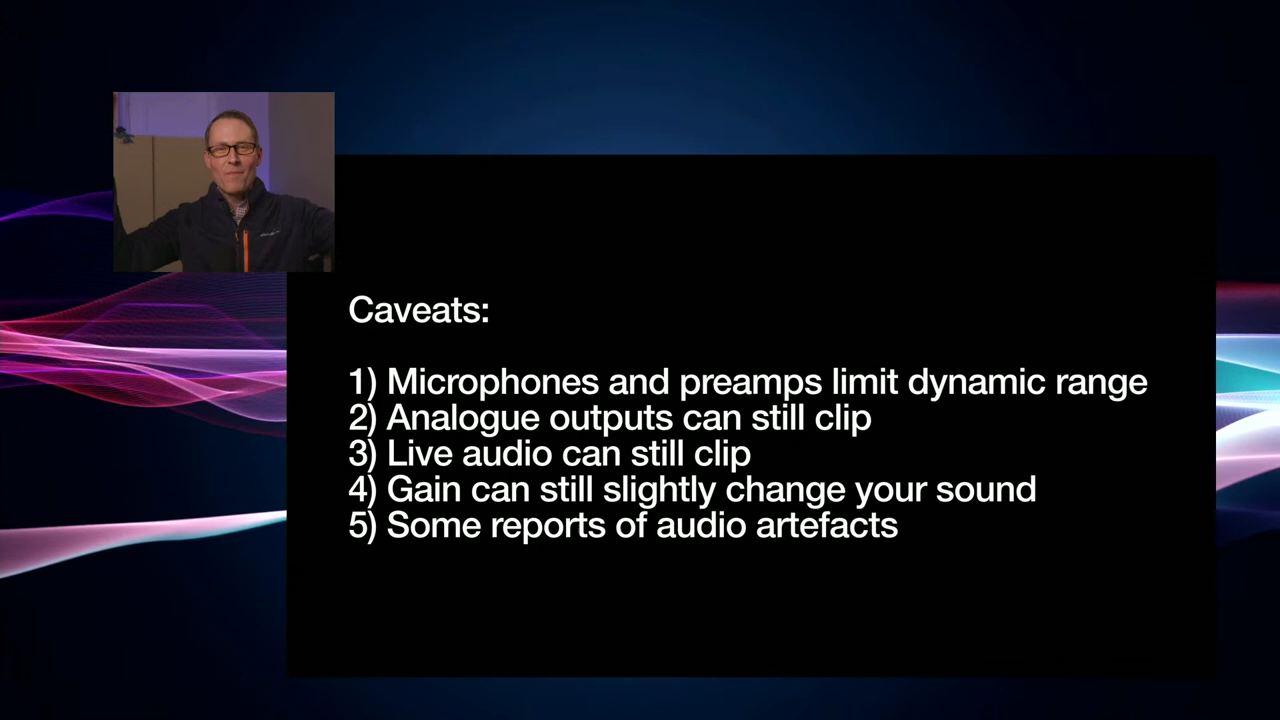 Caveats:
1) Microphones and preamps limit dynamic range
2) Analogue outputs can still clip
3) Live audio can still clip
4) Gain can still slightly change your sound
5) Some reports of audio artefacts